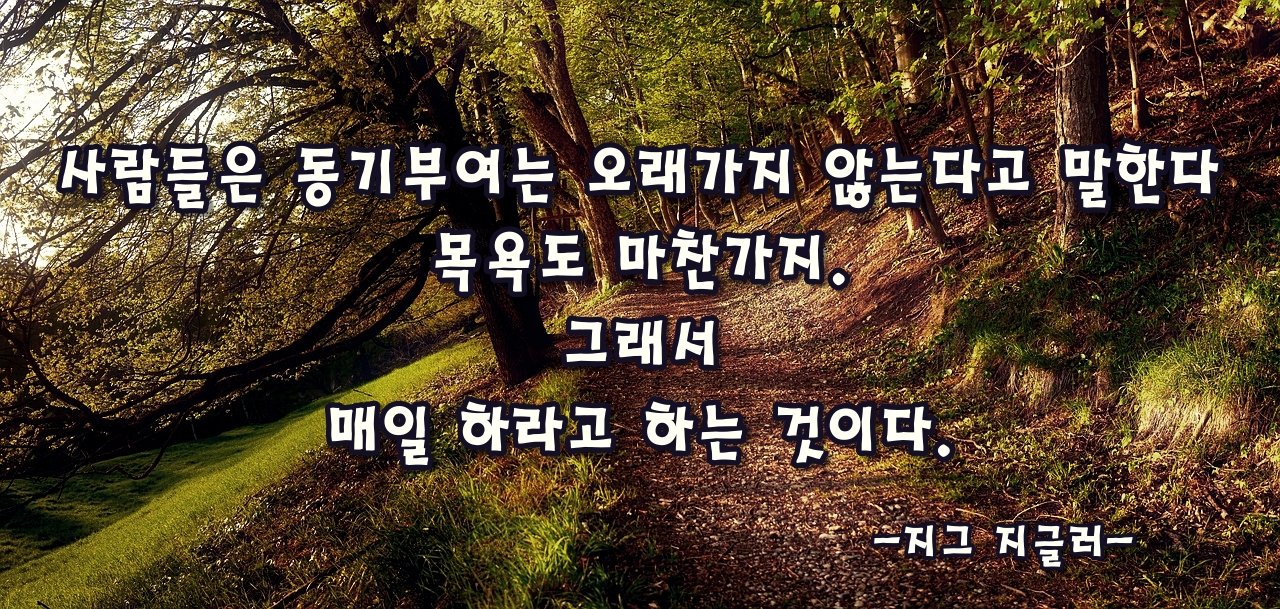 사람들은 동기부여는 오래가지 않는다고 말한다
목욕도 마찬가지.
그래서
매일 하라고 하는 것이다.
-지그 지글러-